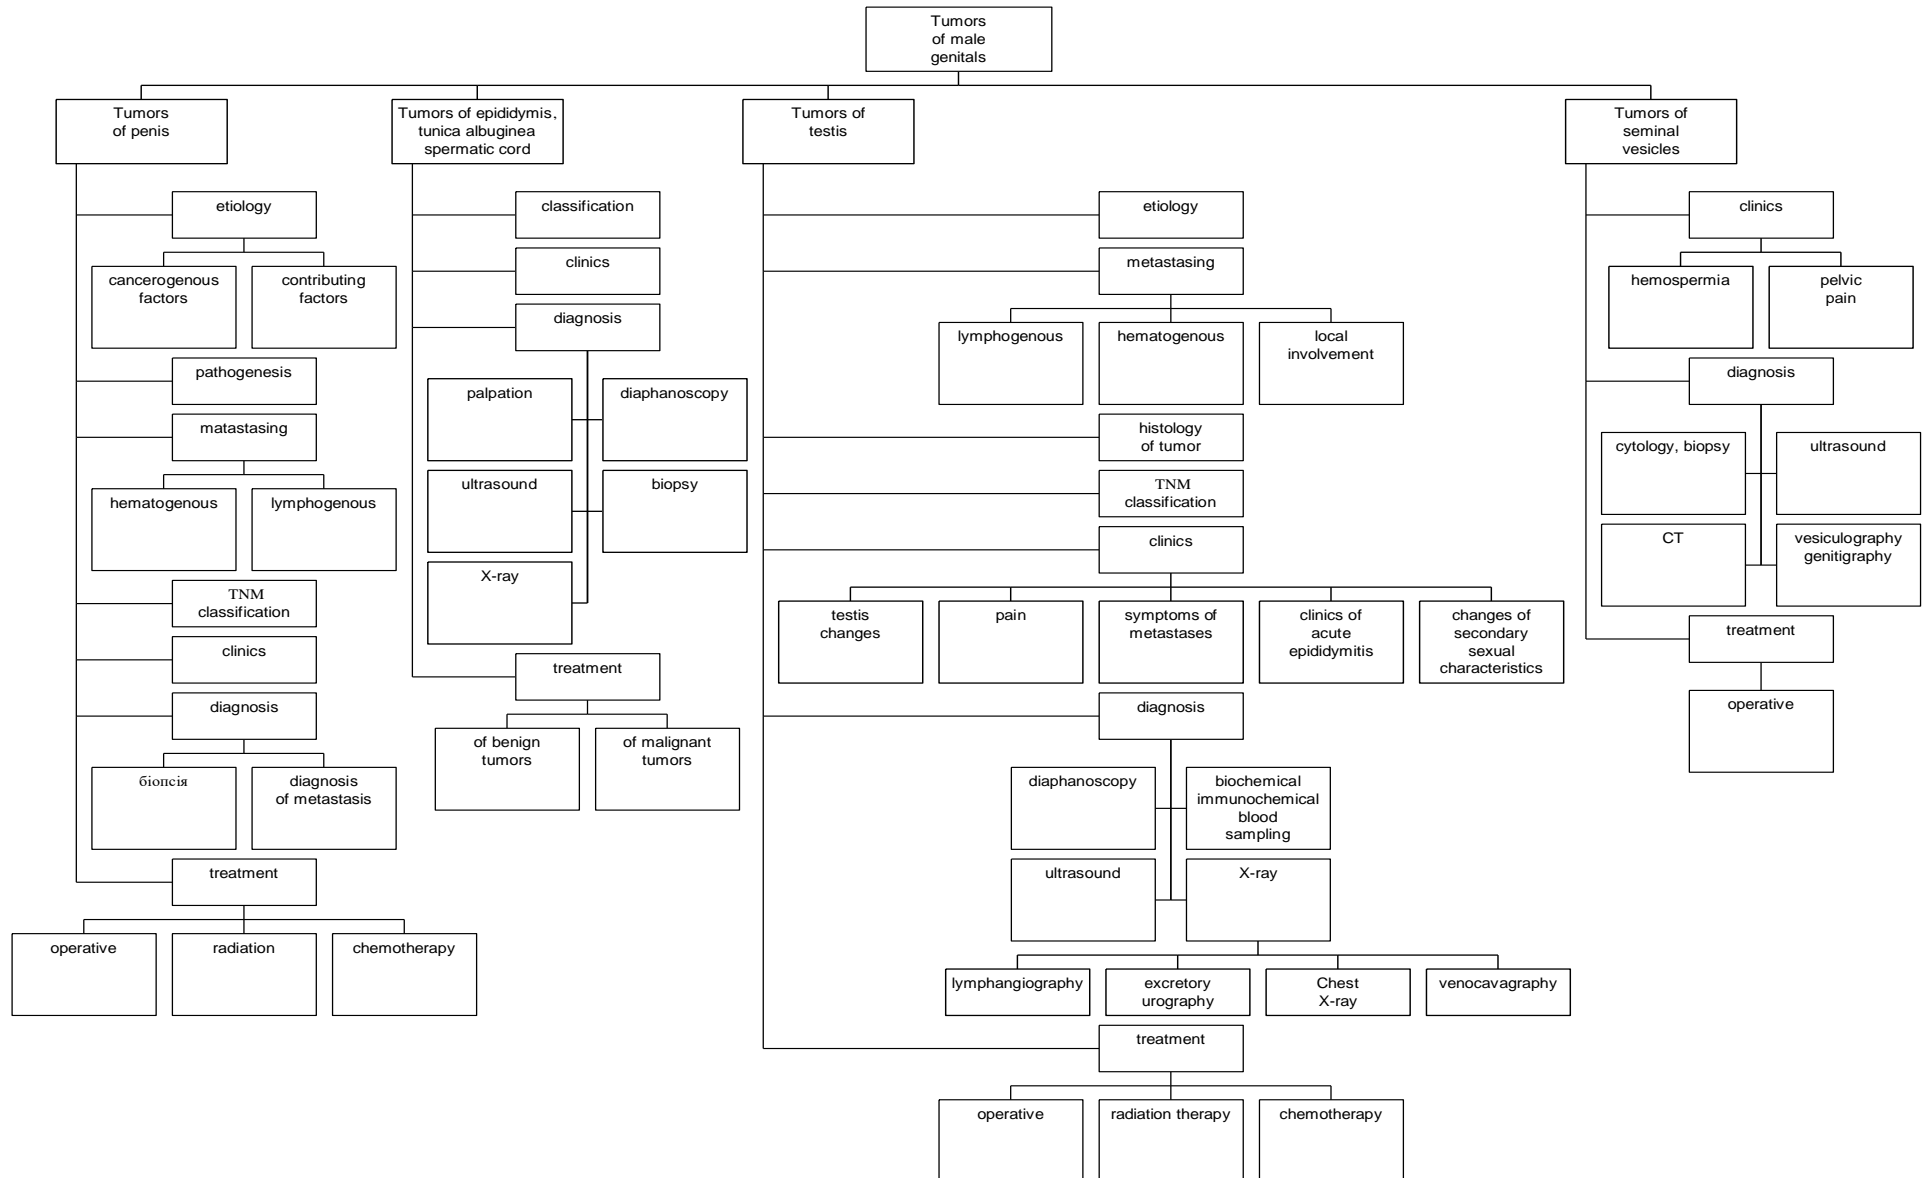 Tumors
of male
genitals
Tumors
of penis
etiology
cancerogenous
factors
contributing
factors
pathogenesis
matastasing
hematogenous
lymphogenous
TNM
classification
clinics
diagnosis
біопсія
diagnosis
of metastasis
treatment
operative
radiation
chemotherapy
Tumors of epididymis,
tunica albuginea
spermatic cord
classification
clinics
diagnosis
palpation
diaphanoscopy
ultrasound
biopsy
X-ray
treatment
of benign
tumors
of malignant
tumors
Tumors of
testis
etiology
metastasing
lymphogenous
hematogenous
local
involvement
histology
of tumor
TNM
classification
clinics
testis
changes
pain
symptoms of
metastases
clinics of
acute
epididymitis
changes of
secondary
sexual
characteristics
diagnosis
diaphanoscopy
biochemical
immunochemical
blood
sampling
ultrasound
X-ray
lymphangiography
excretory
urography
Chest
X-ray
venocavagraphy
treatment
operative
radiation therapy
chemotherapy
Tumors of
seminal
vesicles
clinics
hemospermia
pelvic
pain
diagnosis
cytology, biopsy
ultrasound
CT
vesiculography
genitigraphy
treatment
operative